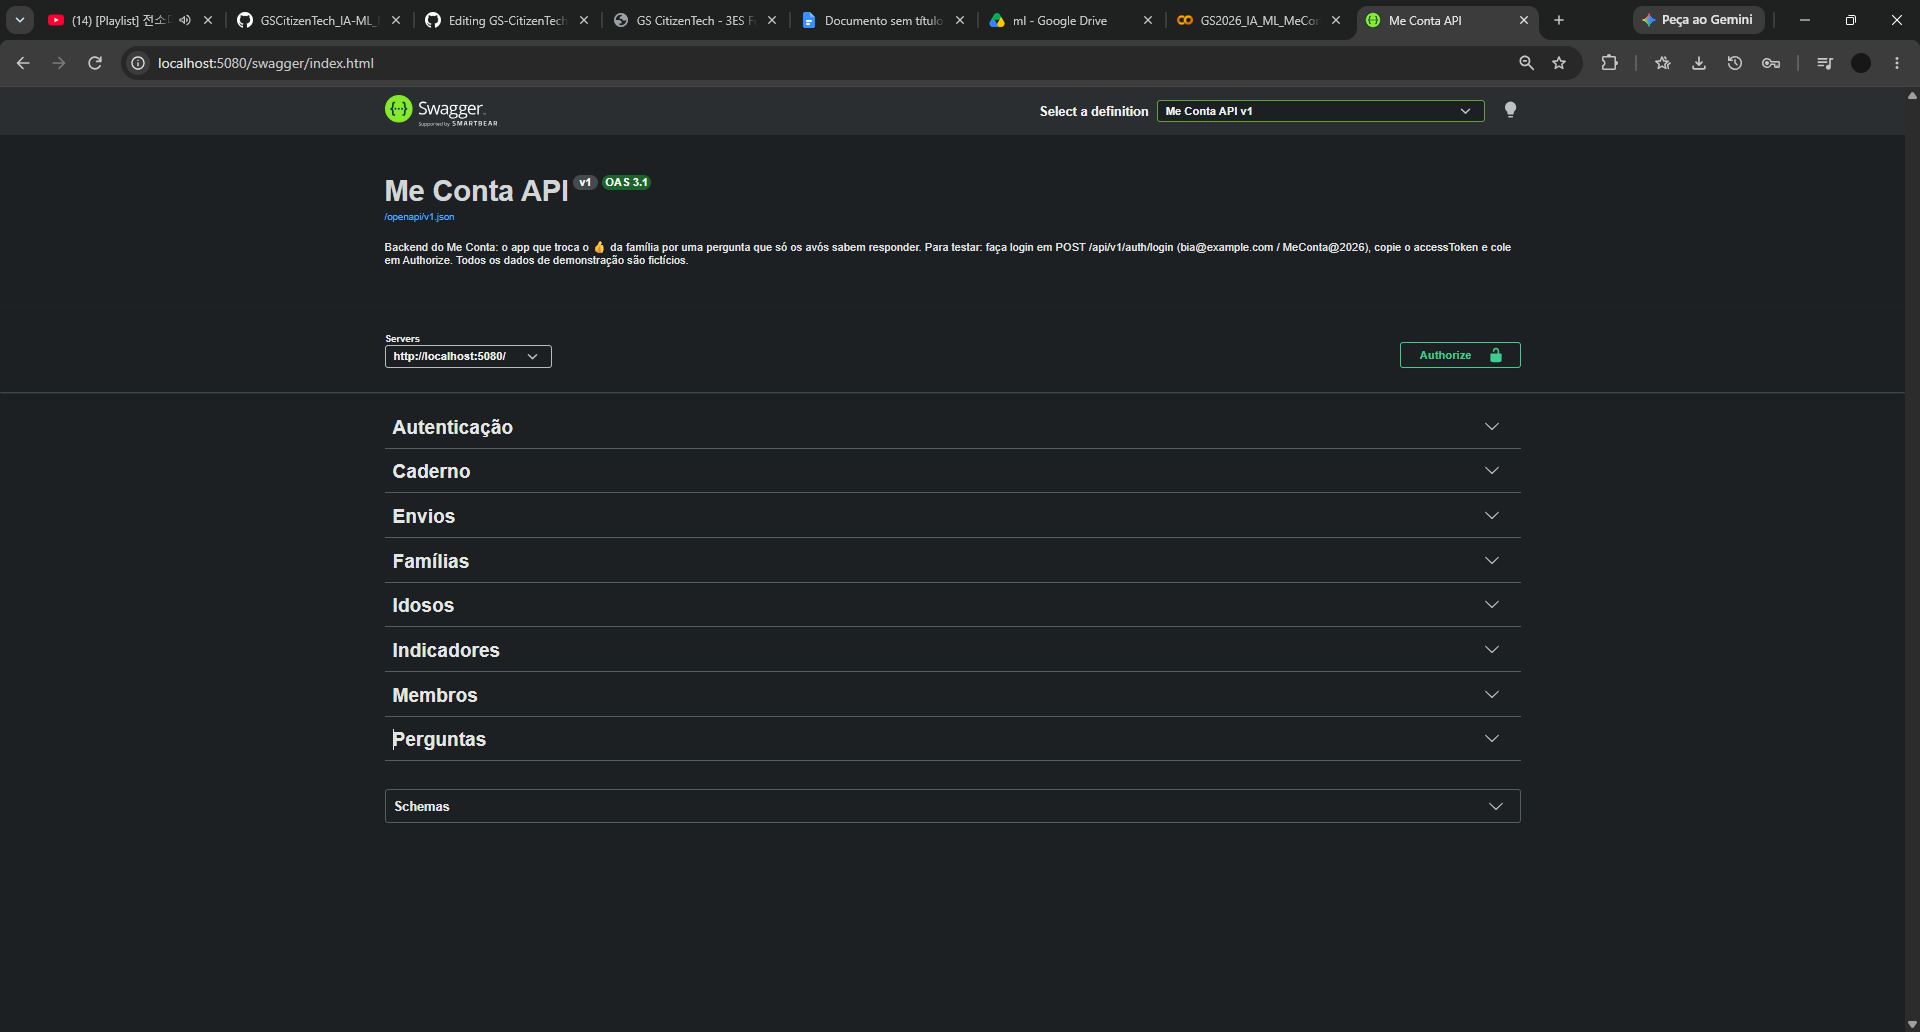 (14) [Playlist] 전소
GSCitizenTech_IA-ML_
Editing GS-CitizenTech
GS CitizenTech - 3ES F
Documento sem título
ml - Google Drive
GS2026_IA_ML_MeCon
Me Conta API
Peça ao Gemini
localhost:5080/swagger/index.html
Swagger
Supported by SMARTBEAR
Select a definition
Me Conta API v1
Me Conta API v1 OAS 3.1
/openapi/v1.json
Backend do Me Conta: o app que troca o 👍 da família por uma pergunta que só os avós sabem responder. Para testar: faça login em POST /api/v1/auth/login (bia@example.com / MeConta@2026), copie o accessToken e cole
em Authorize. Todos os dados de demonstração são fictícios.
Servers
http://localhost:5080/
Authorize
Autenticação
Caderno
Envios
Famílias
Idosos
Indicadores
Membros
Perguntas
Schemas